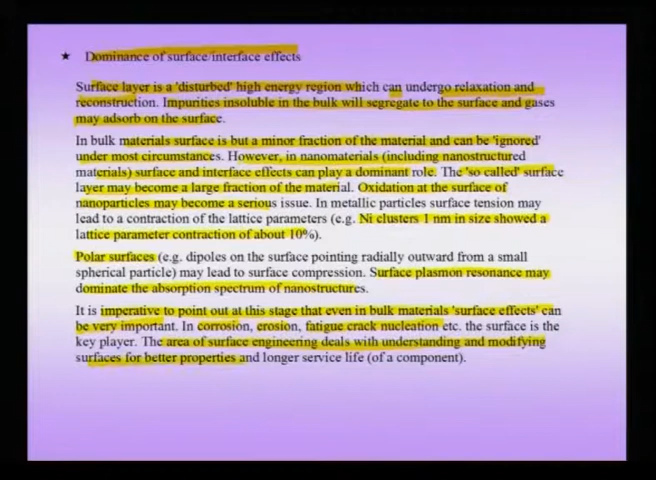 ★ Dominance of surface/interface effects
Surface layer is a 'disturbed' high energy region which can undergo relaxation and
reconstruction. Impurities insoluble in the bulk will segregate to the surface and gases
may adsorb on the surface.
In bulk materials surface is but a minor fraction of the material and can be 'ignored'
under most circumstances. However, in nanomaterials (including nanostructured
materials) surface and interface effects can play a dominant role. The 'so called' surface
layer may become a large fraction of the material. Oxidation at the surface of
nanoparticles may become a serious issue. In metallic particles surface tension may
lead to a contraction of the lattice parameters (e.g. Ni clusters 1 nm in size showed a
lattice parameter contraction of about 10%).
Polar surfaces (e.g. dipoles on the surface pointing radially outward from a small
spherical particle) may lead to surface compression. Surface plasmon resonance may
dominate the absorption spectrum of nanostructures.
It is imperative to point out at this stage that even in bulk materials 'surface effects' can
be very important. In corrosion, erosion, fatigue crack nucleation etc. the surface is the
key player. The area of surface engineering deals with understanding and modifying
surfaces for better properties and longer service life (of a component).